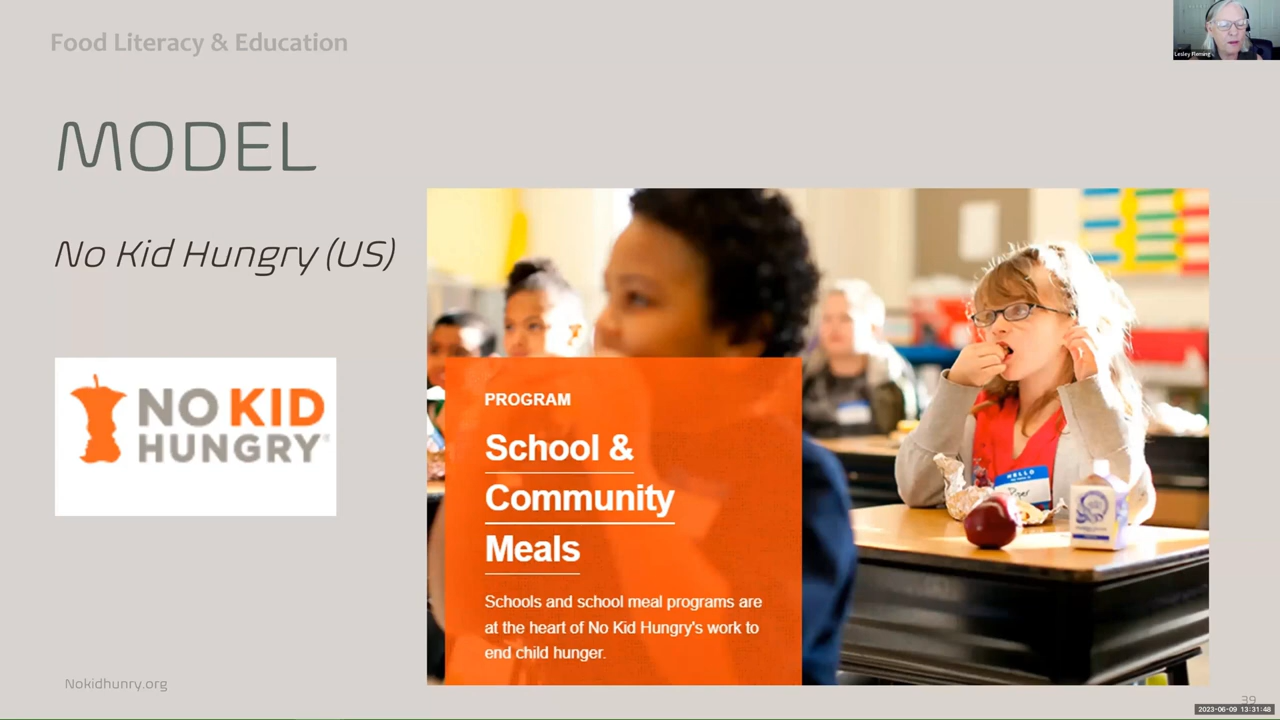 Food Literacy & Education
Lesley Fleming
MODEL
No Kid Hungry (US)
NO KID
HUNGRY®
PROGRAM
School &
Community
Meals
Schools and school meal programs are
at the heart of No Kid Hungry's work to
end child hunger.
HELLO
Nokidhunry.org
39
2023-06-09 13:31:48